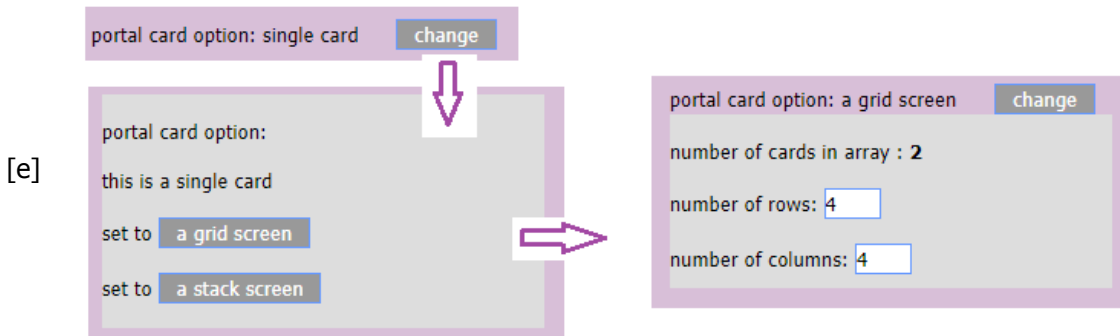 portal card option: single card change
[e]
portal card option:
this is a single card
set to a grid screen
set to a stack screen
portal card option: a grid screen change
number of cards in array : 2
number of rows: 4
number of columns: 4